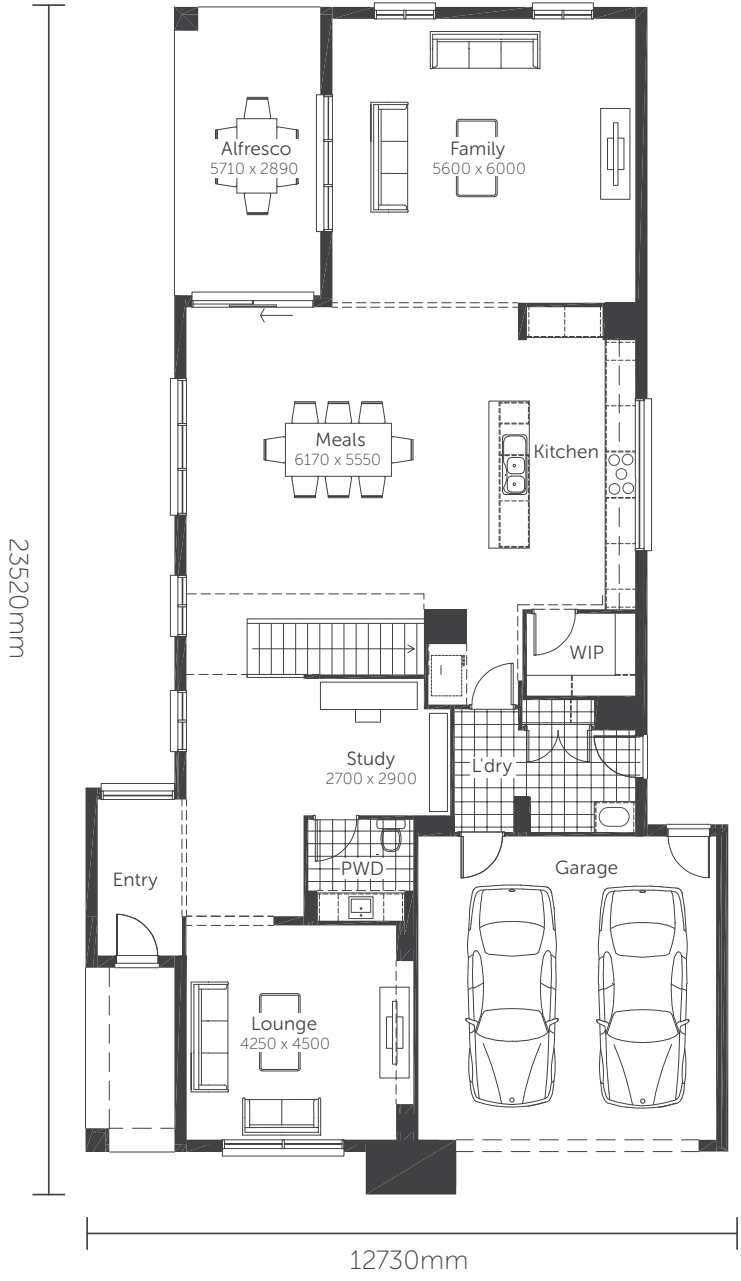 Alfresco
5710 x 2890
Family
5600 x 6000
Meals
6170 x 5550
Kitchen
23520mm
WIP
Study
2700 x 2900
L'dry
PWD
Garage
Entry
Lounge
4250 x 4500
12730mm